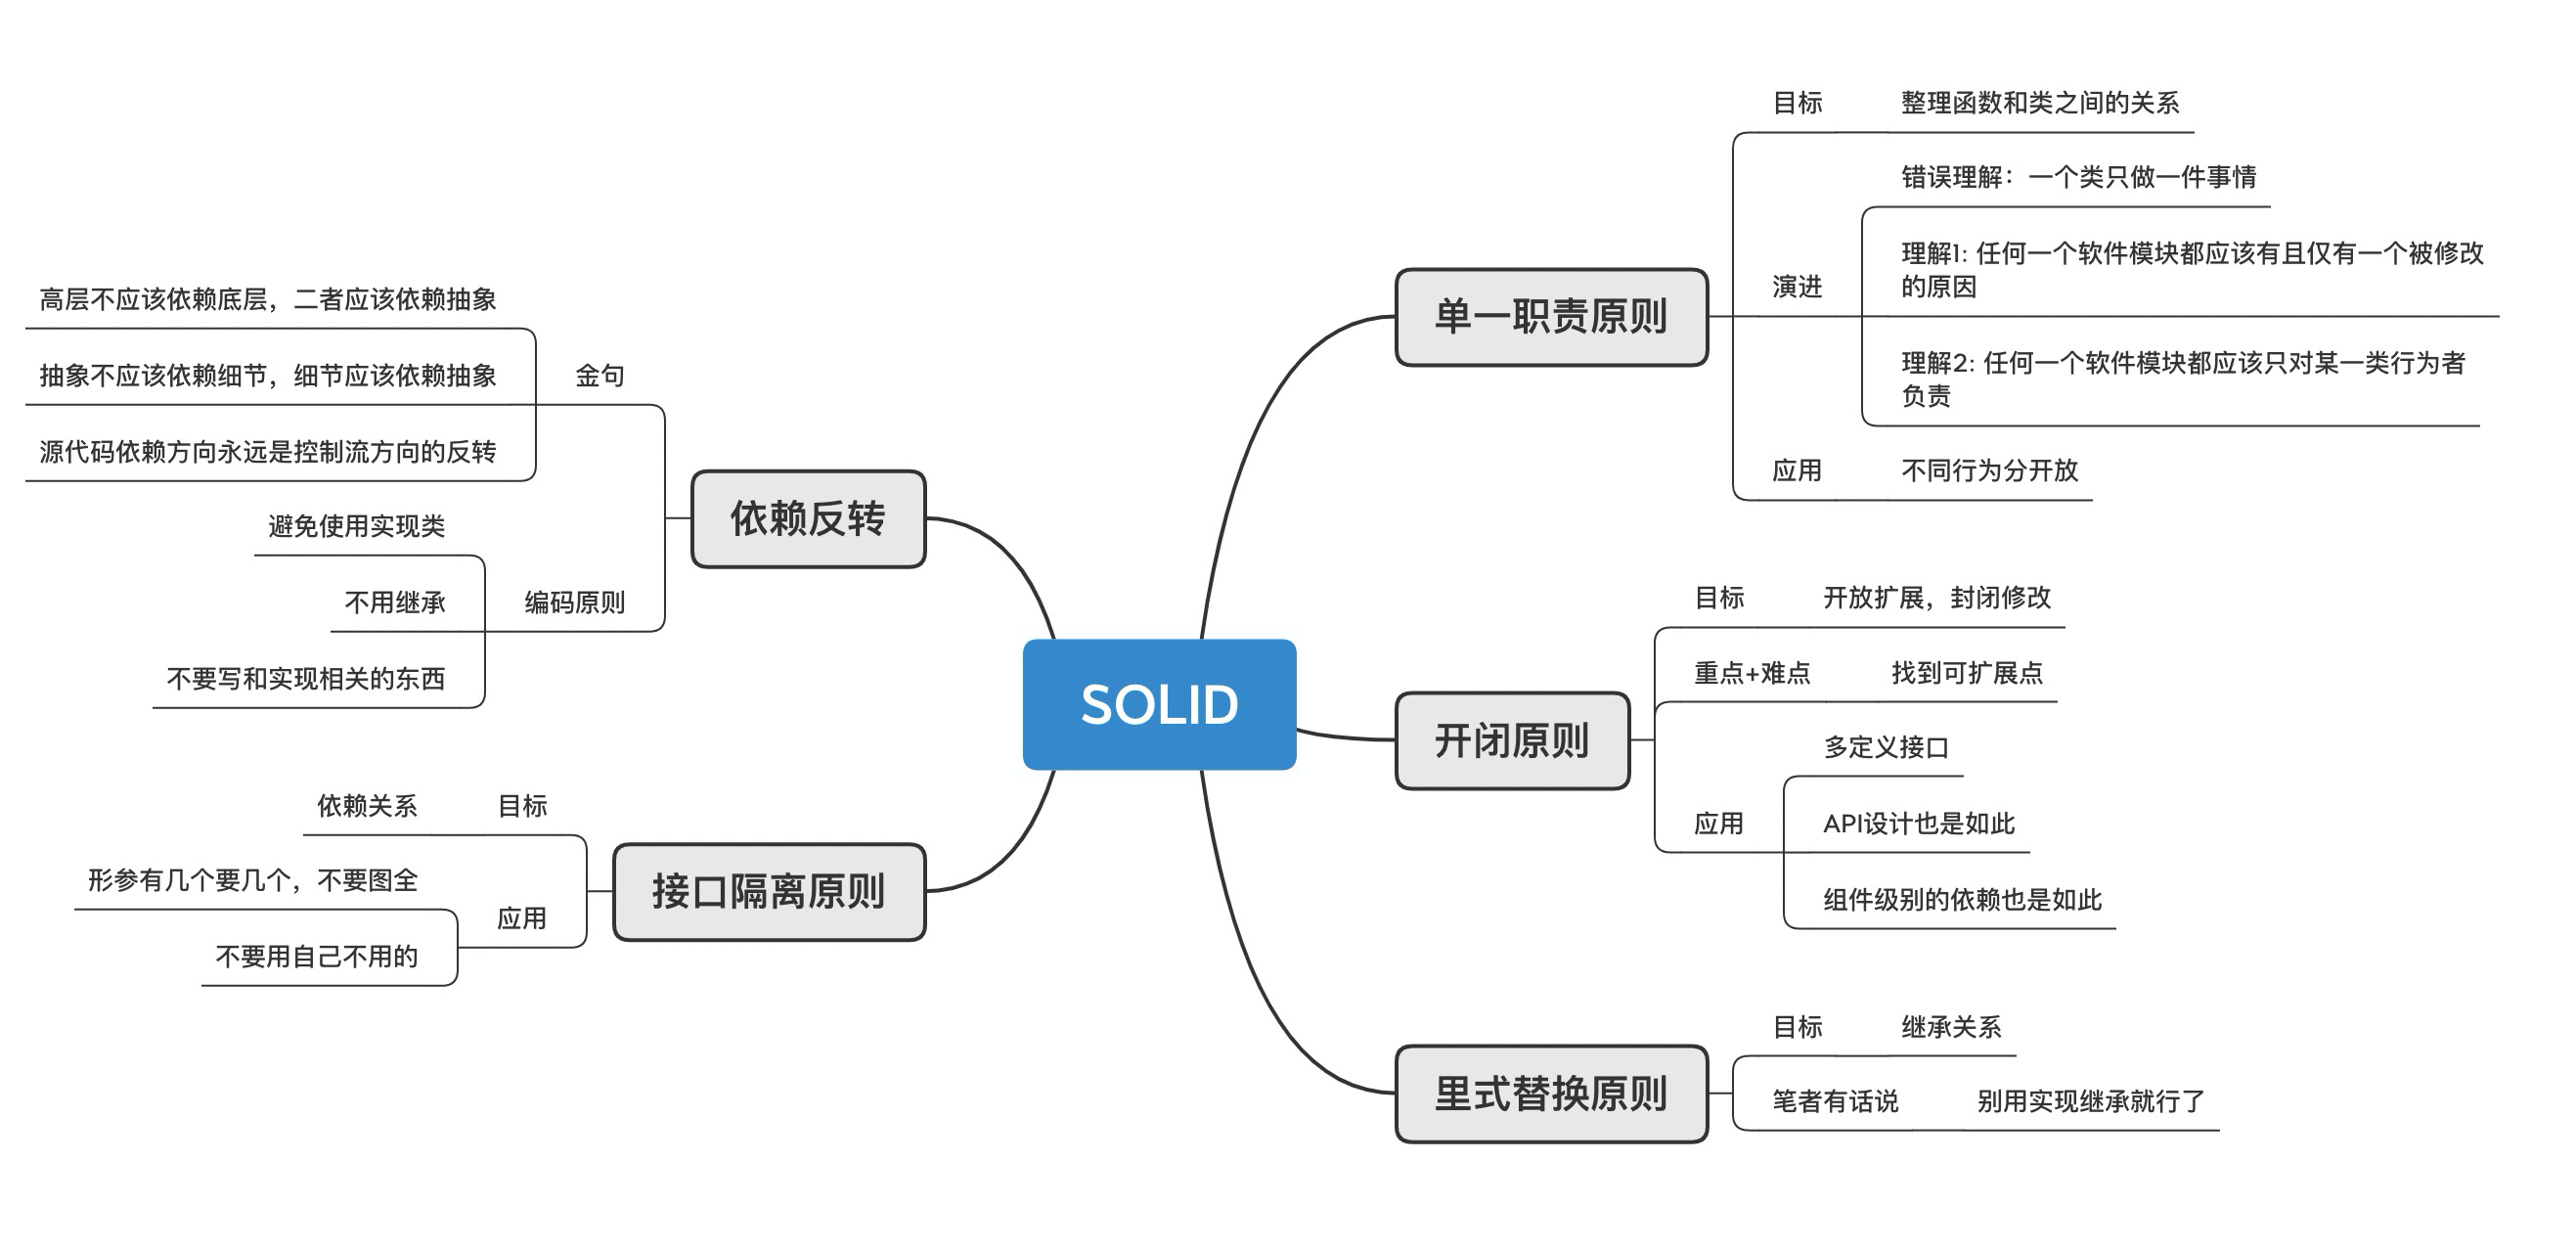 SOLID
单一职责原则
目标
整理函数和类之间的关系
演进
错误理解：一个类只做一件事情
理解1: 任何一个软件模块都应该有且仅有一个被修改
的原因
理解2: 任何一个软件模块都应该只对某一类行为者
负责
应用
不同行为分开放
开闭原则
目标
开放扩展，封闭修改
重点+难点
找到可扩展点
应用
多定义接口
API设计也是如此
组件级别的依赖也是如此
里式替换原则
目标
继承关系
笔者有话说
别用实现继承就行了
依赖反转
金句
高层不应该依赖底层，二者应该依赖抽象
抽象不应该依赖细节，细节应该依赖抽象
源代码依赖方向永远是控制流方向的反转
编码原则
避免使用实现类
不用继承
不要写和实现相关的东西
接口隔离原则
目标
依赖关系
应用
形参有几个要几个，不要图全
不要用自己不用的